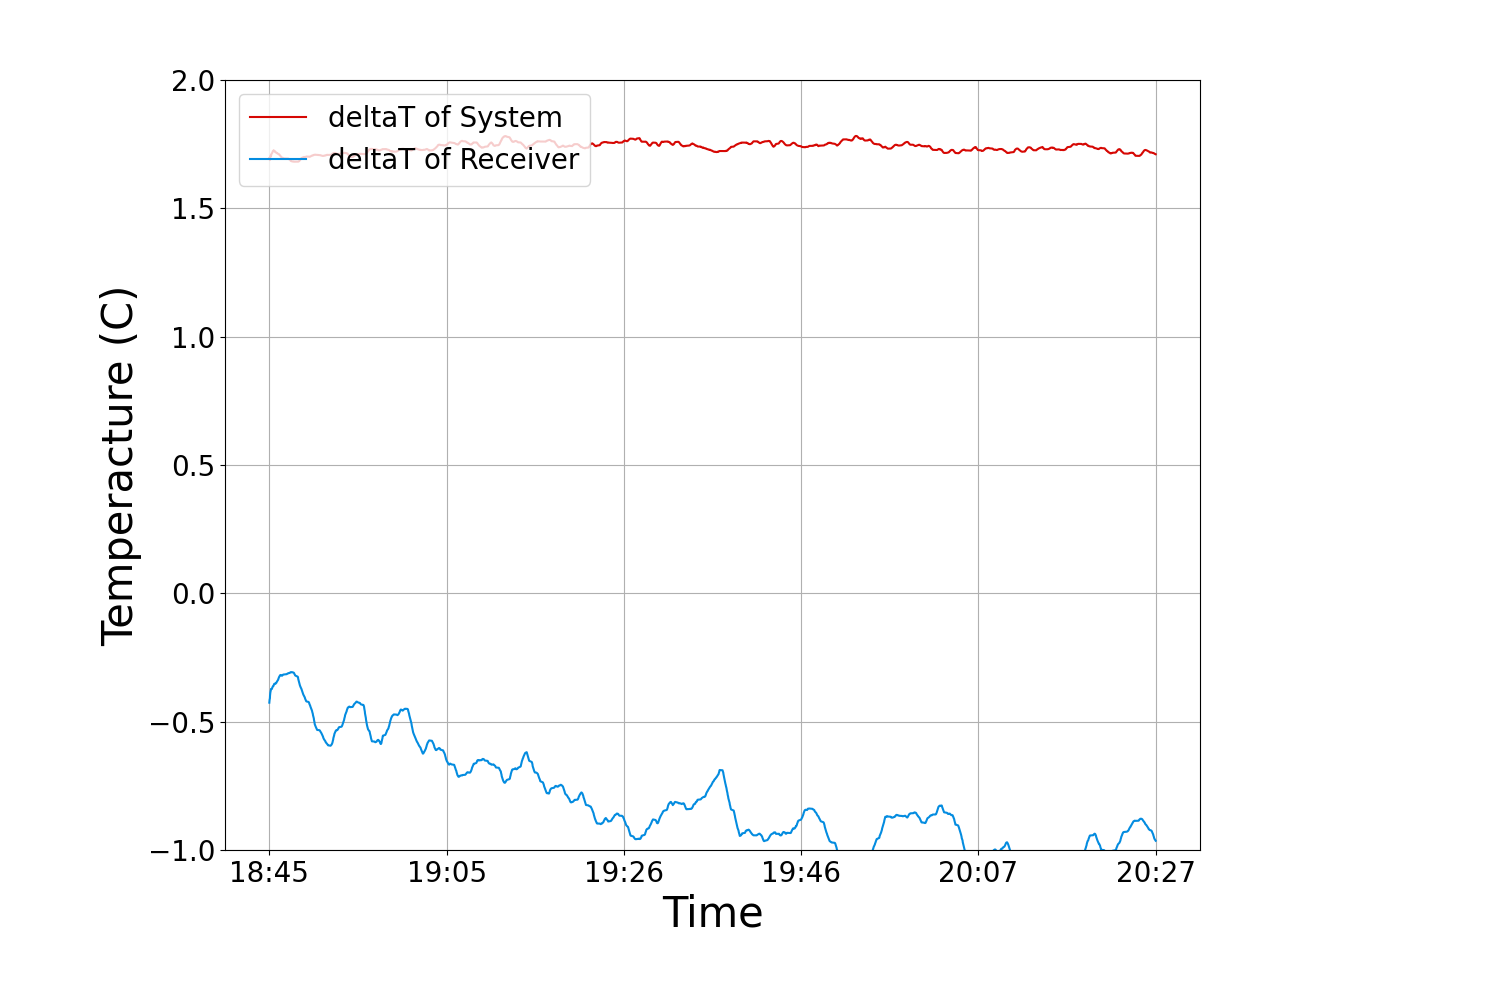 2.0
deltaT of System
deltaT of Receiver
1.5
1.0
0.5
0.0
−0.5
−1.0
Temperacture (C)
18:45 19:05 19:26 19:46 20:07 20:27
Time